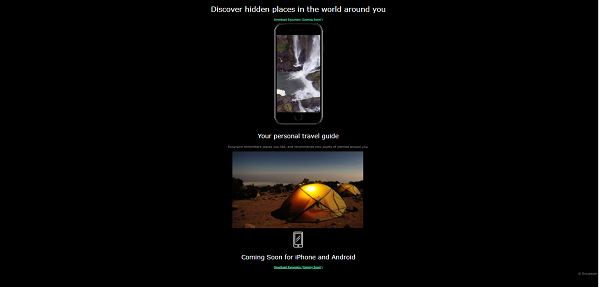 Discover hidden places in the world around you
Download Excursion (Coming Soon!)
Your personal travel guide
Excursion remembers places you like, and recommends new points of interest around you
Coming Soon for iPhone and Android
Download Excursion (Coming Soon!)
© Excursion